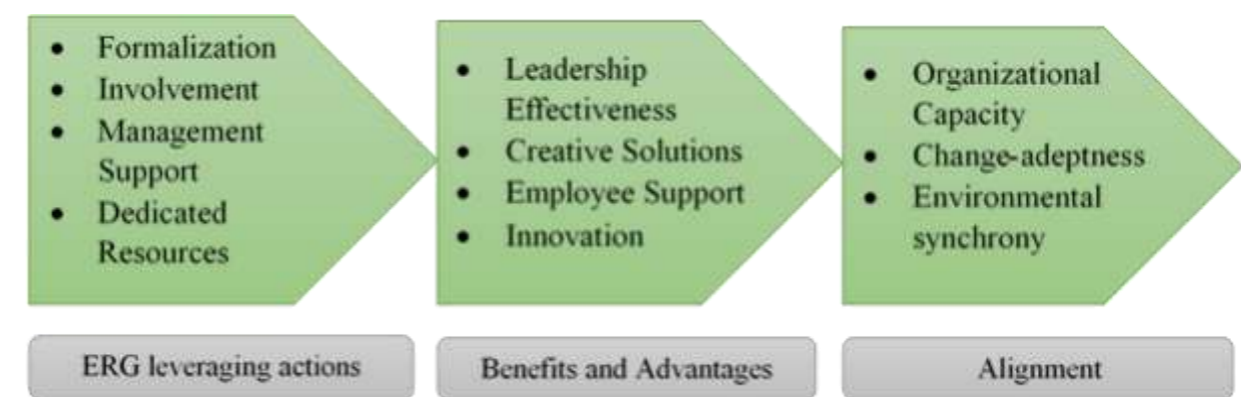 • Formalization
• Involvement
• Management
Support
• Dedicated
Resources
• Leadership
Effectiveness
• Creative Solutions
• Employee Support
• Innovation
• Organizational
Capacity
• Change-adeptness
• Environmental
synchrony
ERG leveraging actions
Benefits and Advantages
Alignment